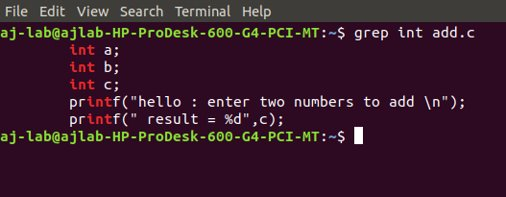 File Edit View Search Terminal Help
aj-lab@ajlab-HP-ProDesk-600-G4-PCI-MT:~$ grep int add.c
int a;
int b;
int c;
printf("hello : enter two numbers to add \n");
printf(" result = %d",c);
aj-lab@ajlab-HP-ProDesk-600-G4-PCI-MT:~$